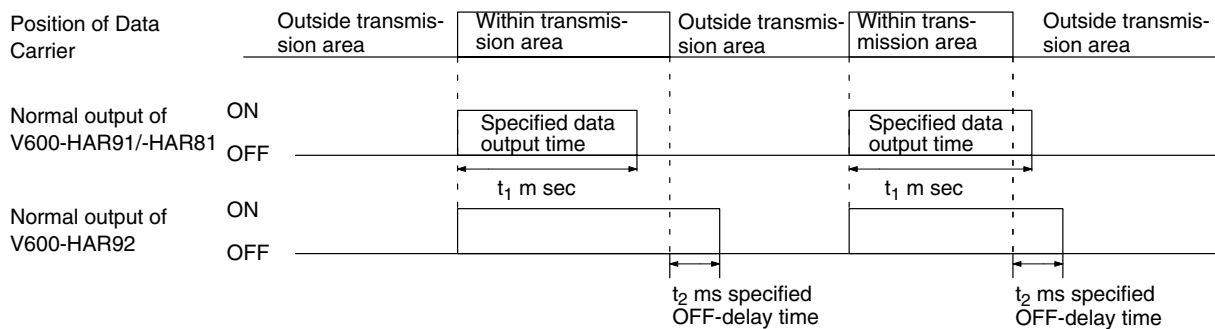 Position of Data
Carrier
Outside transmis-
sion area
Within transmis-
sion area
Outside transmis-
sion area
Within trans-
mission area
Outside transmis-
sion area
Normal output of
V600-HAR91/-HAR81
ON
OFF
Specified data
output time
t1 m sec
Specified data
output time
t1 m sec
Normal output of
V600-HAR92
ON
OFF
t2 ms specified
OFF-delay time
t2 ms specified
OFF-delay time